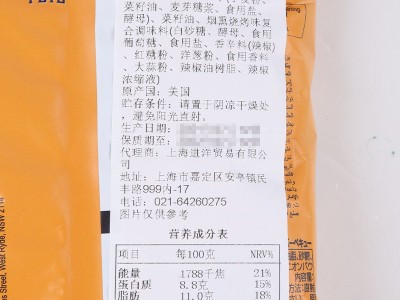 菜籽油、麦芽糖浆、食用盐、
酵母)、菜籽油、烟熏烧烤味复
合调味料(白砂糖、酵母、食用
葡萄糖、食用盐、香辛料(辣椒
)、红糖粉、洋葱粉、食用香料
、大蒜粉、辣椒油树脂、辣椒
浓缩液)
原产国：美国
贮存条件：请置于阴凉干燥处
，避免阳光直射。
生产日期：
保质期至：
代理商：上海道洋贸易有限公
司
地址：上海市嘉定区安亭镇民
丰路999内-17
电话：021-64260275
图片仅供参考
营养成分表
项目 每100克 NRV%
能量 1788千焦 21%
蛋白质 8.8克 15%
脂肪 11.0克 18%
Street, West Ryde, NSW 2114